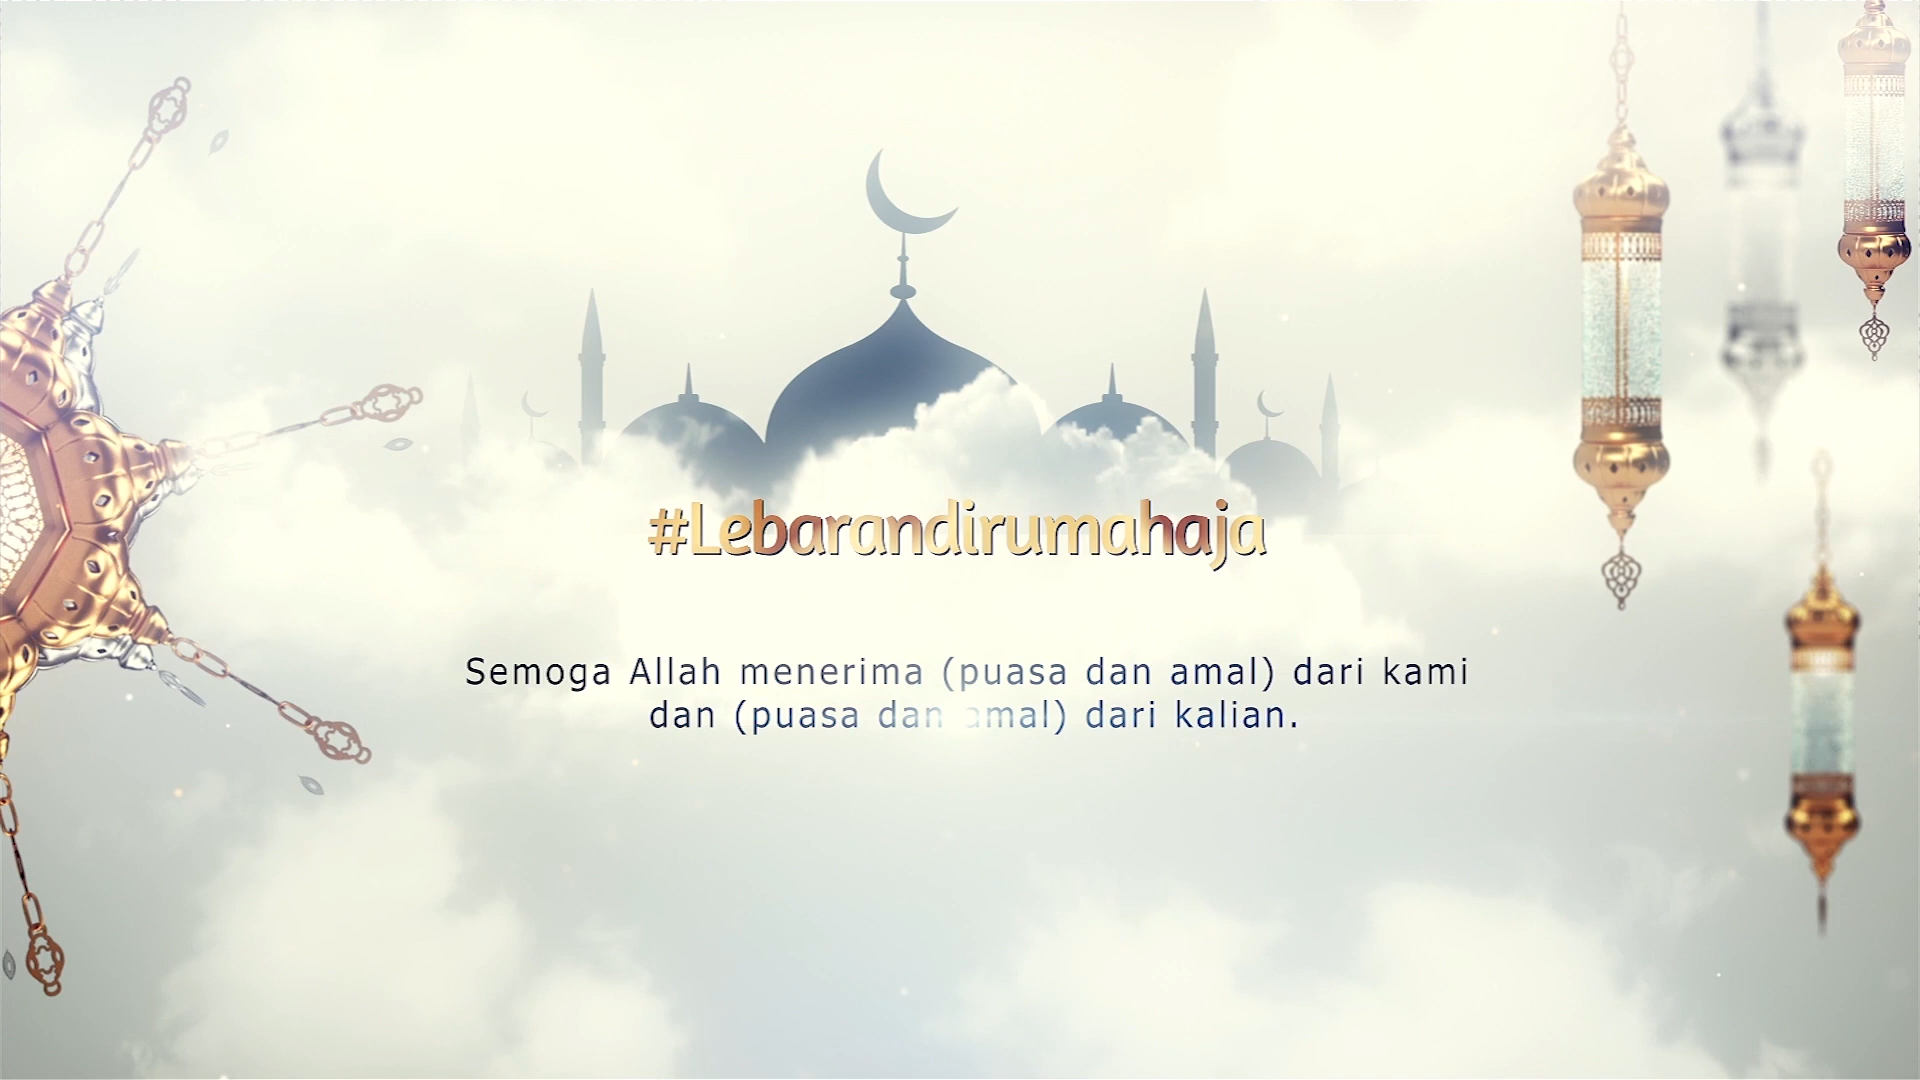 #Lebarandirumahaja
Semoga Allah menerima (puasa dan amal) dari kami
dan (puasa dan amal) dari kalian.